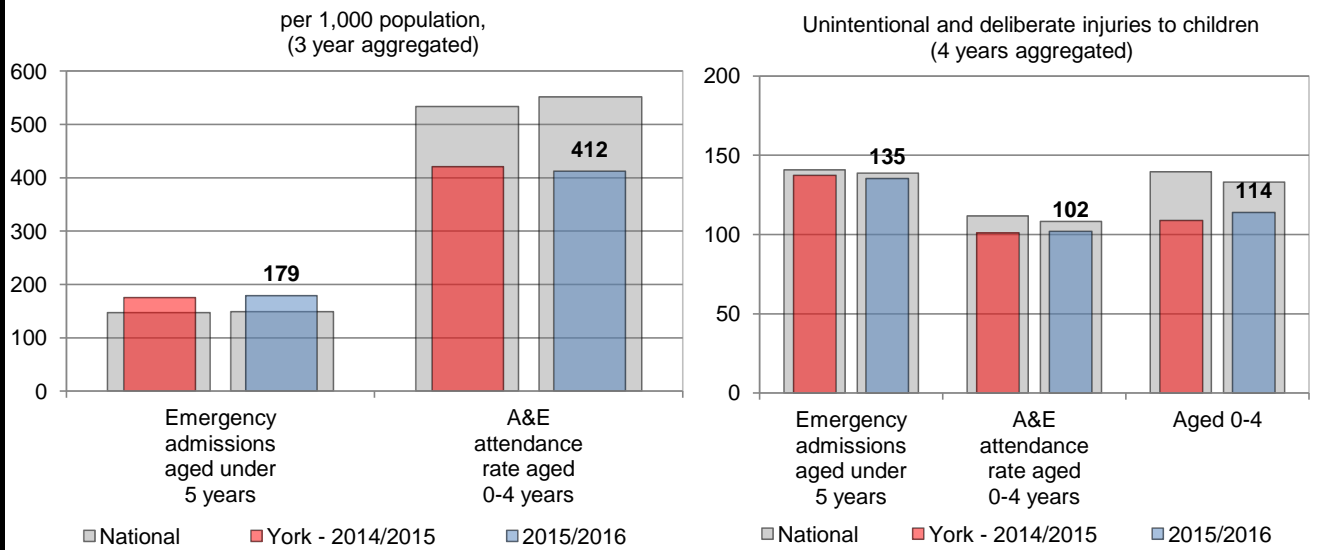 per 1,000 population,
(3 year aggregated)
600
500
400
300
200
100
0
179
412
Emergency
admissions
aged under
5 years
A&E
attendance
rate aged
0-4 years
National
York - 2014/2015
2015/2016
Unintentional and deliberate injuries to children
(4 years aggregated)
200
150
100
50
0
135
102
114
Emergency
admissions
aged under
5 years
A&E
attendance
rate aged
0-4 years
Aged 0-4
National
York - 2014/2015
2015/2016